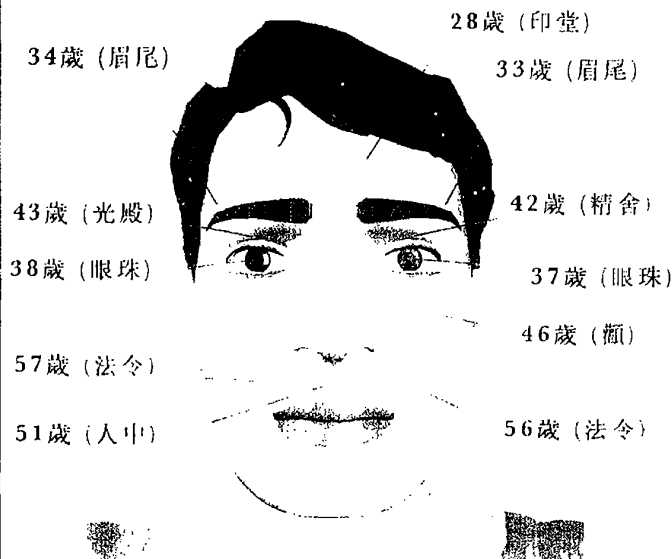 28歲 (印堂)
34歲 (眉尾)
33歲 (眉尾)
43歲 (光殿)
42歲 (精舍)
38歲 (眼珠)
37歲 (眼珠)
46歲 (顴)
57歲 (法令)
51歲 (人中)
56歲 (法令)